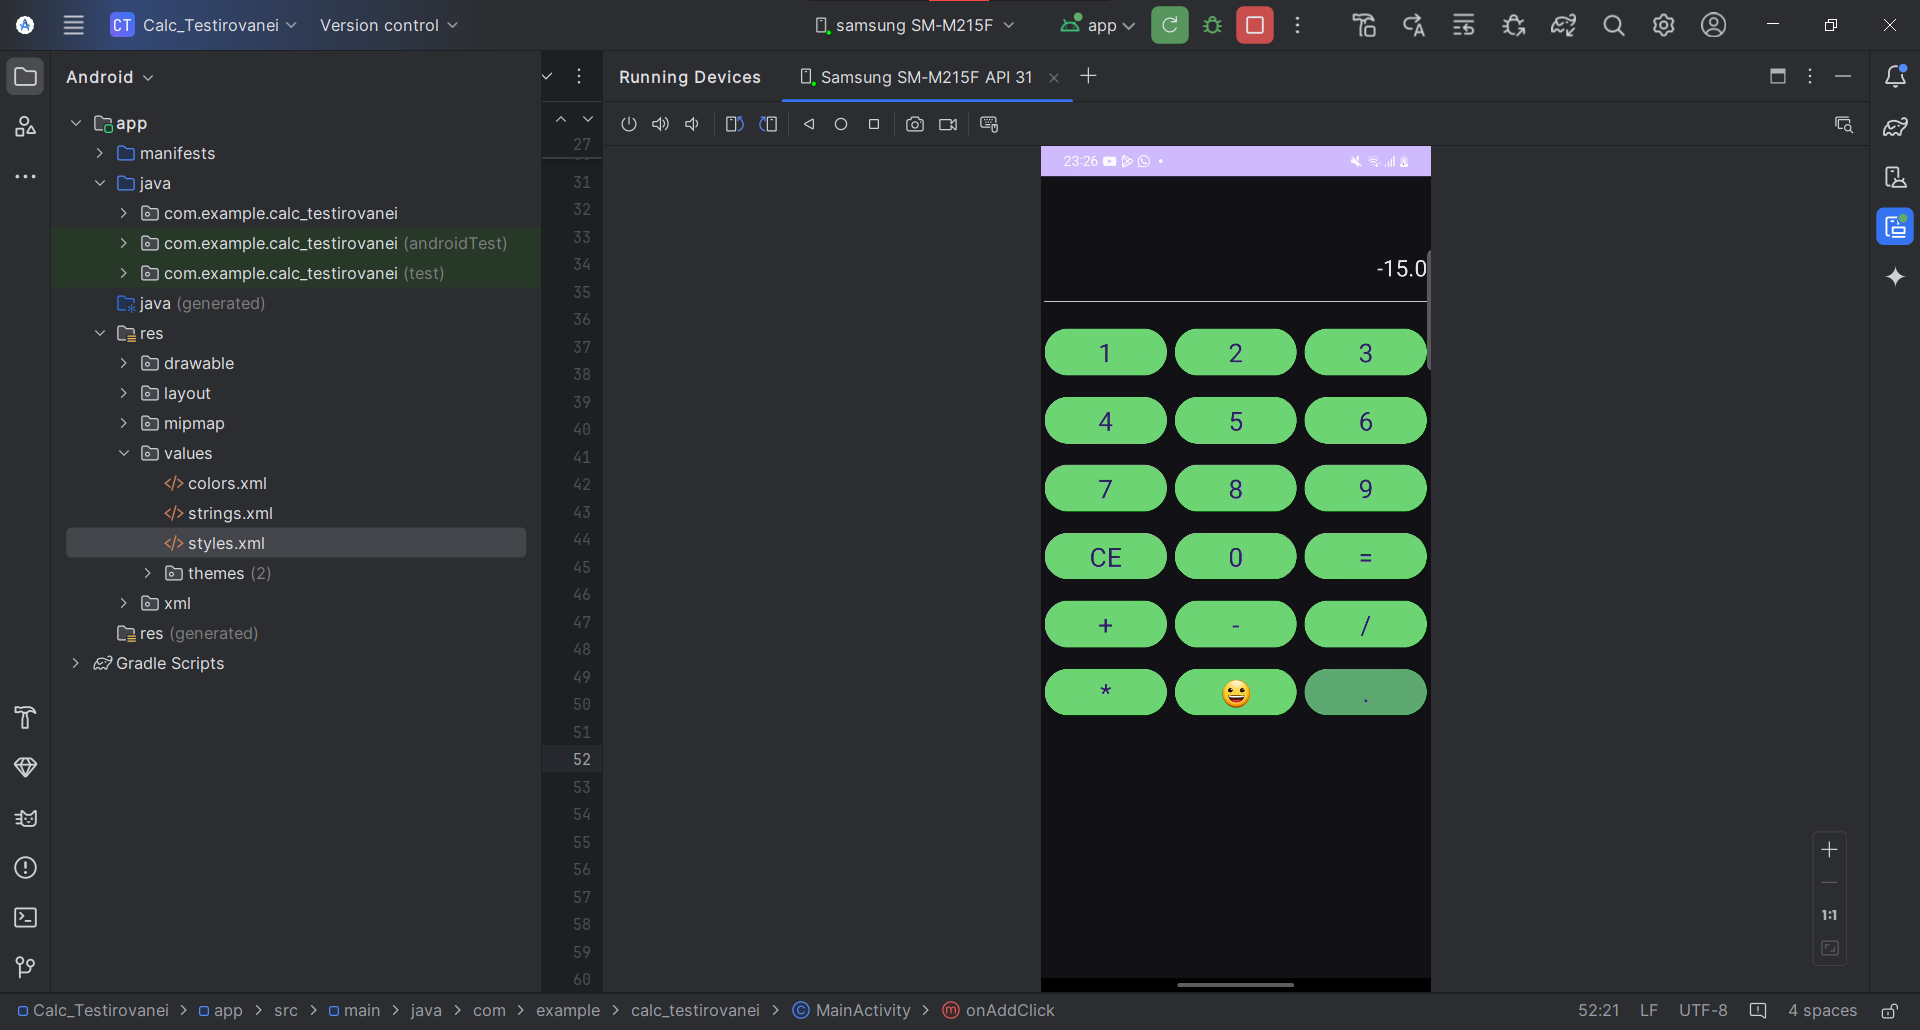 CT Calc_Testirovanei Version control samsung SM-M215F app
Android Running Devices Samsung SM-M215F API 31
app
manifests
java
com.example.calc_testirovanei
com.example.calc_testirovanei (androidTest)
com.example.calc_testirovanei (test)
java (generated)
res
drawable
layout
mipmap
values
colors.xml
strings.xml
styles.xml
themes (2)
xml
res (generated)
Gradle Scripts
27
31
32
33
34
35
36
37
38
39
40
41
42
43
44
45
46
47
48
49
50
51
52
53
54
55
56
57
58
59
60
23:26
-15.0
1 2 3
4 5 6
7 8 9
CE 0 =
+ - /
* 😀 .
1:1
Calc_Testirovanei > app > src > main > java > com > example > calc_testirovanei > MainActivity > onAddClick 52:21 LF UTF-8 4 spaces